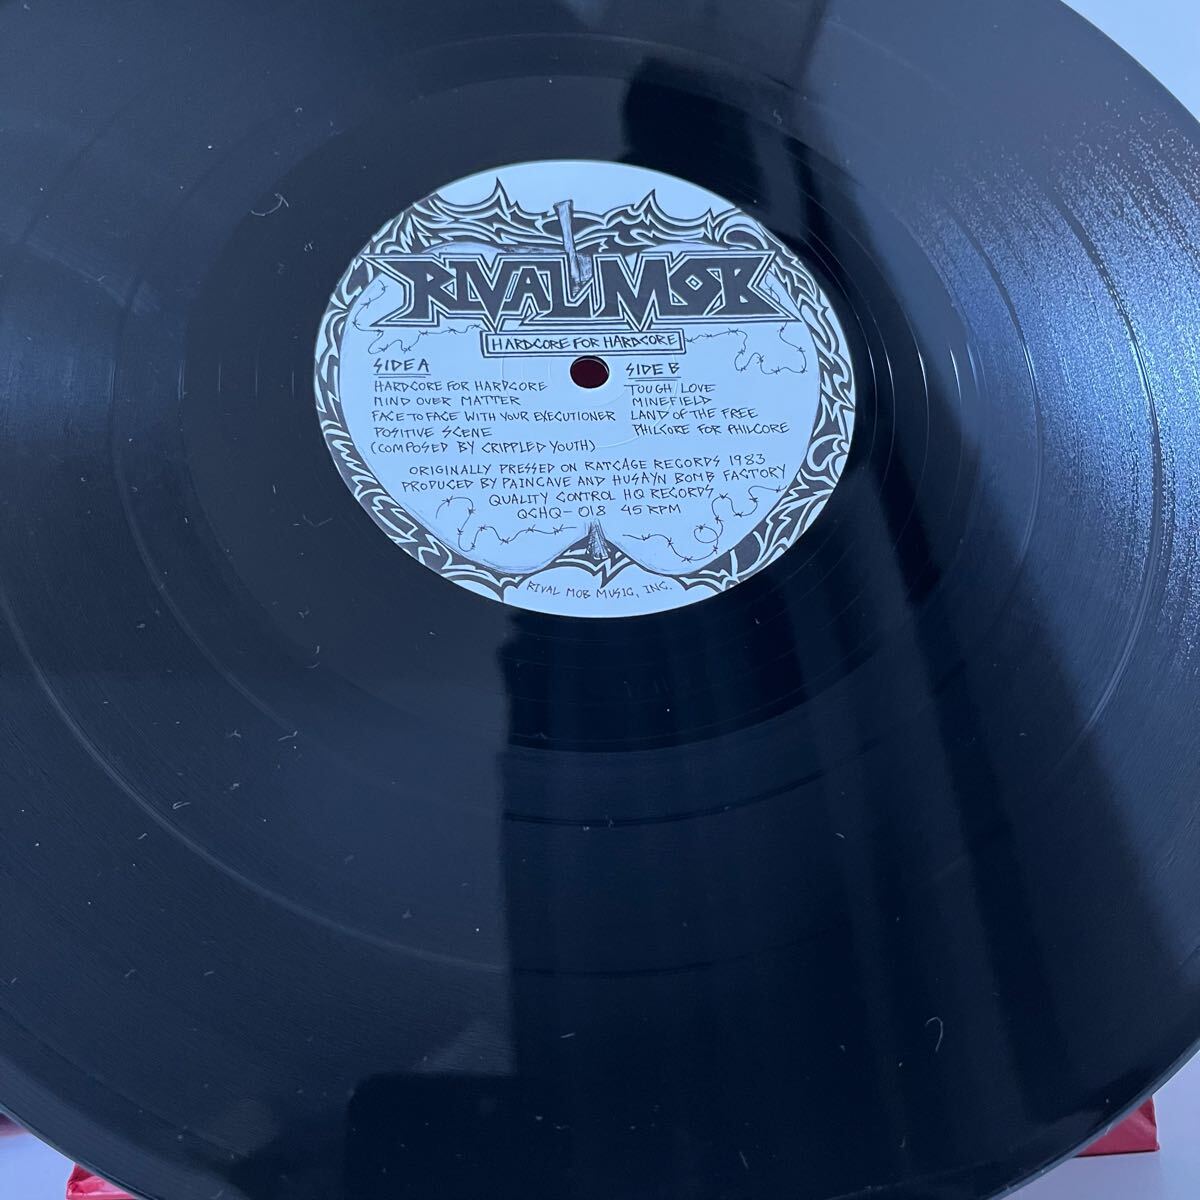 RIVAL MOB
HARDCORE FOR HARDCORE
SIDE A
HARDCORE FOR HARDCORE
MIND OVER MATTER
FACE TO FACE WITH YOUR EXECUTIONER
POSITIVE SCENE
(COMPOSED BY CRIPPLED YOUTH)
SIDE B
TOUGH LOVE
MINEFIELD
LAND OF THE FREE
PHILCORE FOR PHILCORE
ORIGINALLY PRESSED ON RATCAGE RECORDS 1983
PRODUCED BY PAINCAVE AND HUSAYN BOMB FACTORY
QUALITY CONTROL HQ RECORDS
QCHQ-018 45 RPM
RIVAL MOB MUSIC, INC.